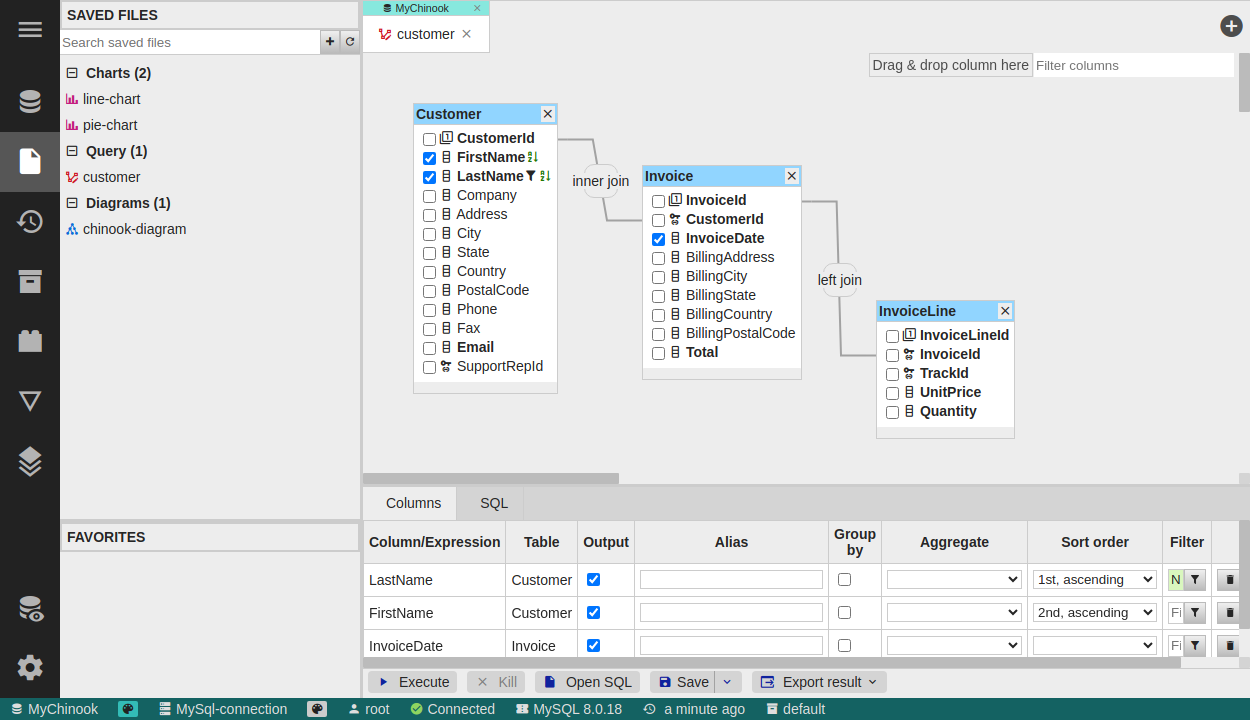 SAVED FILES
Search saved files
Charts (2)
line-chart
pie-chart
Query (1)
customer
Diagrams (1)
chinook-diagram
FAVORITES
MyChinook
customer
Drag & drop column here
Filter columns
Customer
CustomerId
FirstName
LastName
Company
Address
City
State
Country
PostalCode
Phone
Fax
Email
SupportRepId
inner join
Invoice
InvoiceId
CustomerId
InvoiceDate
BillingAddress
BillingCity
BillingState
BillingCountry
BillingPostalCode
Total
left join
InvoiceLine
InvoiceLineId
InvoiceId
TrackId
UnitPrice
Quantity
Columns SQL
Column/Expression Table Output Alias Group by Aggregate Sort order Filter
LastName Customer 1st, ascending N
FirstName Customer 2nd, ascending Fi
InvoiceDate Invoice Fi
Execute Kill Open SQL Save Export result
MyChinook MySql-connection root Connected MySQL 8.0.18 a minute ago default